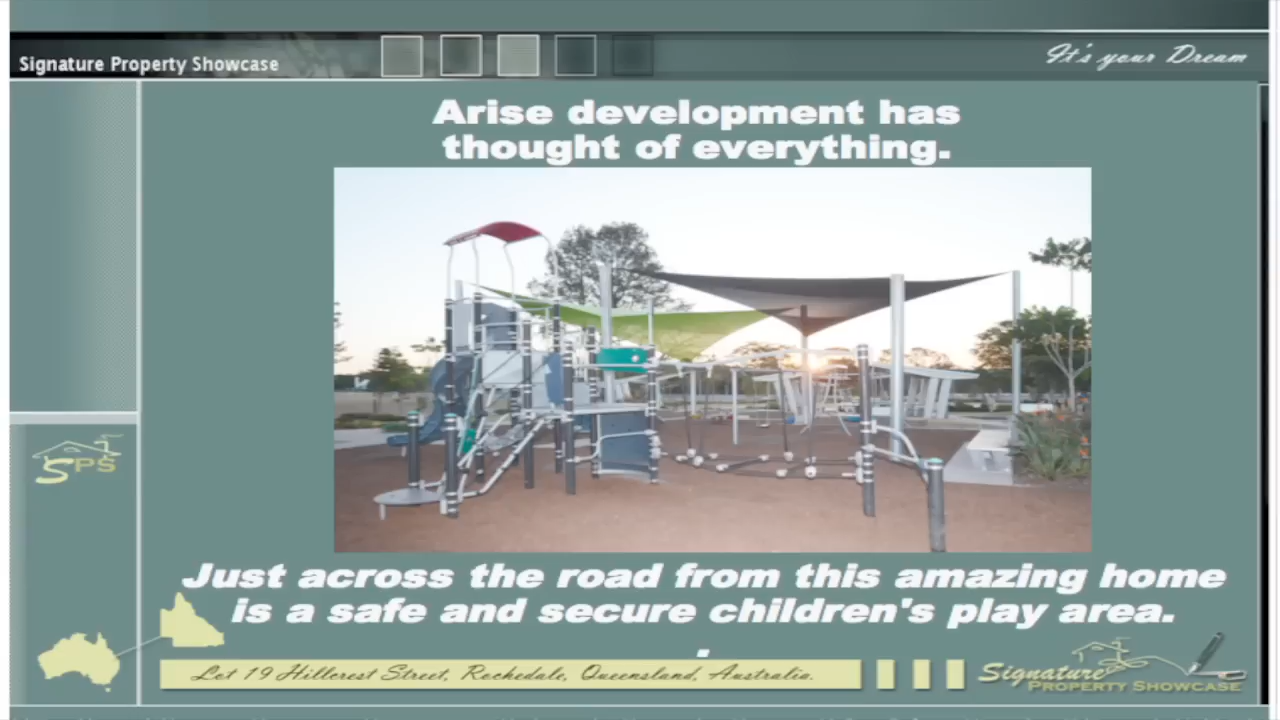 Signature Property Showcase
It's your Dream
Arise development has
thought of everything.
Just across the road from this amazing home
is a safe and secure children's play area.
.
SPS
Lot 19 Hillcrest Street, Rochedale, Queensland, Australia.
Signature
PROPERTY SHOWCASE